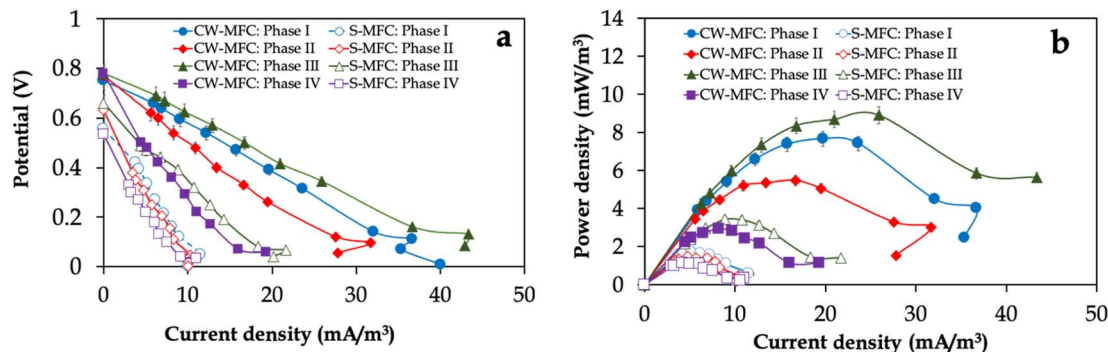 CW-MFC: Phase I
S-MFC: Phase I
CW-MFC: Phase II
S-MFC: Phase II
CW-MFC: Phase III
S-MFC: Phase III
CW-MFC: Phase IV
S-MFC: Phase IV
a
1
0.8
0.6
0.4
0.2
0
Potential (V)
0
10
20
30
40
50
Current density (mA/m³)
CW-MFC: Phase I
S-MFC: Phase I
CW-MFC: Phase II
S-MFC: Phase II
CW-MFC: Phase III
S-MFC: Phase III
CW-MFC: Phase IV
S-MFC: Phase IV
b
14
12
10
8
6
4
2
0
Power density (mW/m³)
0
10
20
30
40
50
Current density (mA/m³)